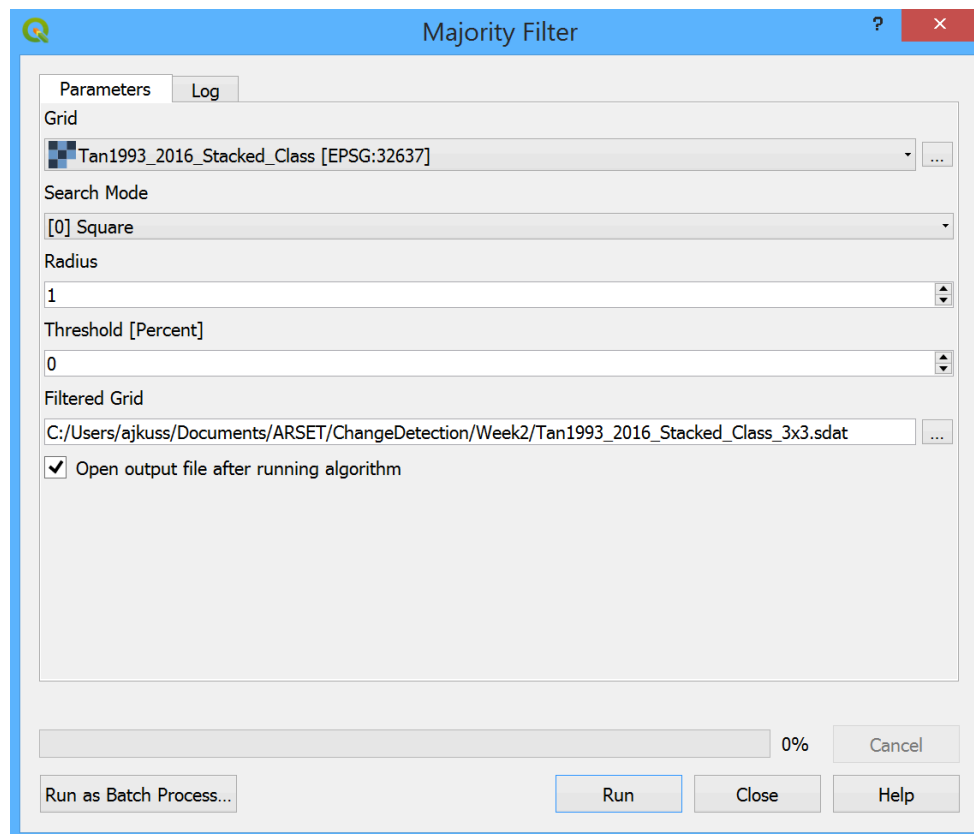 Majority Filter
?
Parameters
Log
Grid
Tan1993_2016_Stacked_Class [EPSG:32637]
...
Search Mode
[0] Square
Radius
1
Threshold [Percent]
0
Filtered Grid
C:/Users/ajkuss/Documents/ARSET/ChangeDetection/Week2/Tan1993_2016_Stacked_Class_3x3.sdat
...
Open output file after running algorithm
0%
Cancel
Run as Batch Process...
Run
Close
Help